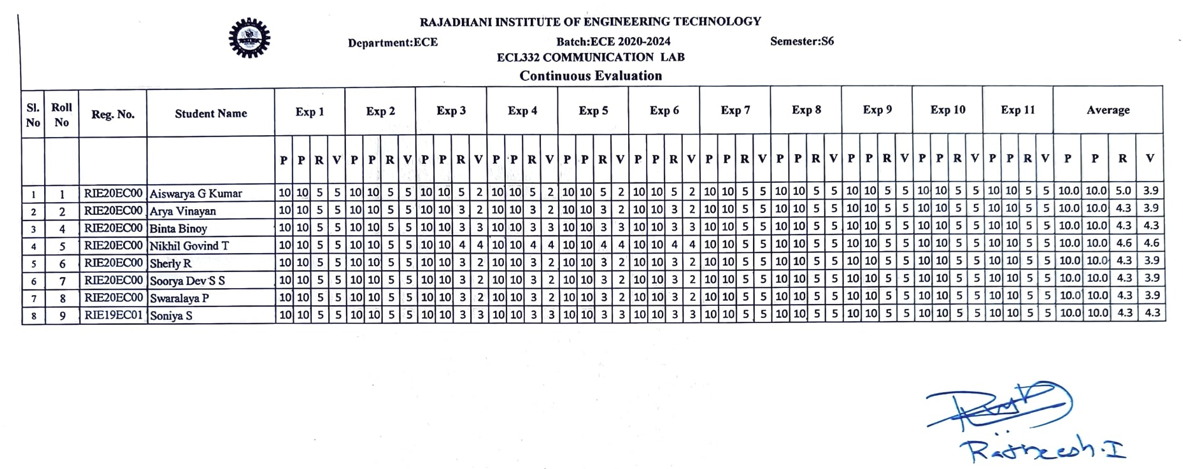 RAJADHANI INSTITUTE OF ENGINEERING TECHNOLOGY
Department:ECE Batch:ECE 2020-2024 Semester:S6
ECL332 COMMUNICATION LAB
Continuous Evaluation
Sl. No Roll No Reg. No. Student Name Exp 1 Exp 2 Exp 3 Exp 4 Exp 5 Exp 6 Exp 7 Exp 8 Exp 9 Exp 10 Exp 11 Average
P P R V P P R V P P R V P P R V P P R V P P R V P P R V P P R V P P R V P P R V P P R V P P R V
1 1 RIE20EC00 Aiswarya G Kumar 10 10 5 5 10 10 5 5 10 10 5 2 10 10 5 2 10 10 5 2 10 10 5 2 10 10 5 5 10 10 5 5 10 10 5 5 10 10 5 5 10 10 5 5 10.0 10.0 5.0 3.9
2 2 RIE20EC00 Arya Vinayan 10 10 5 5 10 10 5 5 10 10 3 2 10 10 3 2 10 10 3 2 10 10 3 2 10 10 5 5 10 10 5 5 10 10 5 5 10 10 5 5 10 10 5 5 10.0 10.0 4.3 3.9
3 4 RIE20EC00 Binta Binoy 10 10 5 5 10 10 5 5 10 10 3 3 10 10 3 3 10 10 3 3 10 10 3 3 10 10 5 5 10 10 5 5 10 10 5 5 10 10 5 5 10 10 5 5 10.0 10.0 4.3 4.3
4 5 RIE20EC00 Nikhil Govind T 10 10 5 5 10 10 5 5 10 10 4 4 10 10 4 4 10 10 4 4 10 10 4 4 10 10 5 5 10 10 5 5 10 10 5 5 10 10 5 5 10 10 5 5 10.0 10.0 4.6 4.6
5 6 RIE20EC00 Sherly R 10 10 5 5 10 10 5 5 10 10 3 2 10 10 3 2 10 10 3 2 10 10 3 2 10 10 5 5 10 10 5 5 10 10 5 5 10 10 5 5 10 10 5 5 10.0 10.0 4.3 3.9
6 7 RIE20EC00 Soorya Dev S S 10 10 5 5 10 10 5 5 10 10 3 2 10 10 3 2 10 10 3 2 10 10 3 2 10 10 5 5 10 10 5 5 10 10 5 5 10 10 5 5 10 10 5 5 10.0 10.0 4.3 3.9
7 8 RIE20EC00 Swaralaya P 10 10 5 5 10 10 5 5 10 10 3 2 10 10 3 2 10 10 3 2 10 10 3 2 10 10 5 5 10 10 5 5 10 10 5 5 10 10 5 5 10 10 5 5 10.0 10.0 4.3 3.9
8 9 RIE19EC01 Soniya S 10 10 5 5 10 10 5 5 10 10 3 3 10 10 3 3 10 10 3 3 10 10 3 3 10 10 5 5 10 10 5 5 10 10 5 5 10 10 5 5 10 10 5 5 10.0 10.0 4.3 4.3
Ratheesh.I